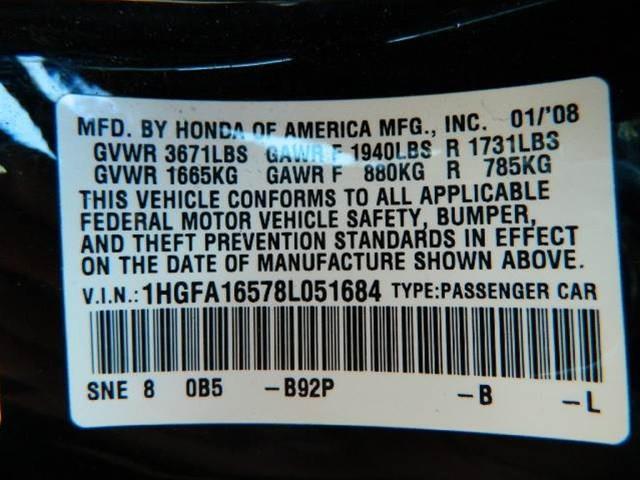 MFD. BY HONDA OF AMERICA MFG., INC. 01/'08
GVWR 3671LBS GAWR F 1940LBS R 1731LBS
GVWR 1665KG GAWR F 880KG R 785KG
THIS VEHICLE CONFORMS TO ALL APPLICABLE
FEDERAL MOTOR VEHICLE SAFETY, BUMPER,
AND THEFT PREVENTION STANDARDS IN EFFECT
ON THE DATE OF MANUFACTURE SHOWN ABOVE.
V.I.N.: 1HGFA16578L051684 TYPE:PASSENGER CAR
SNE 8 0B5 –B92P –B –L